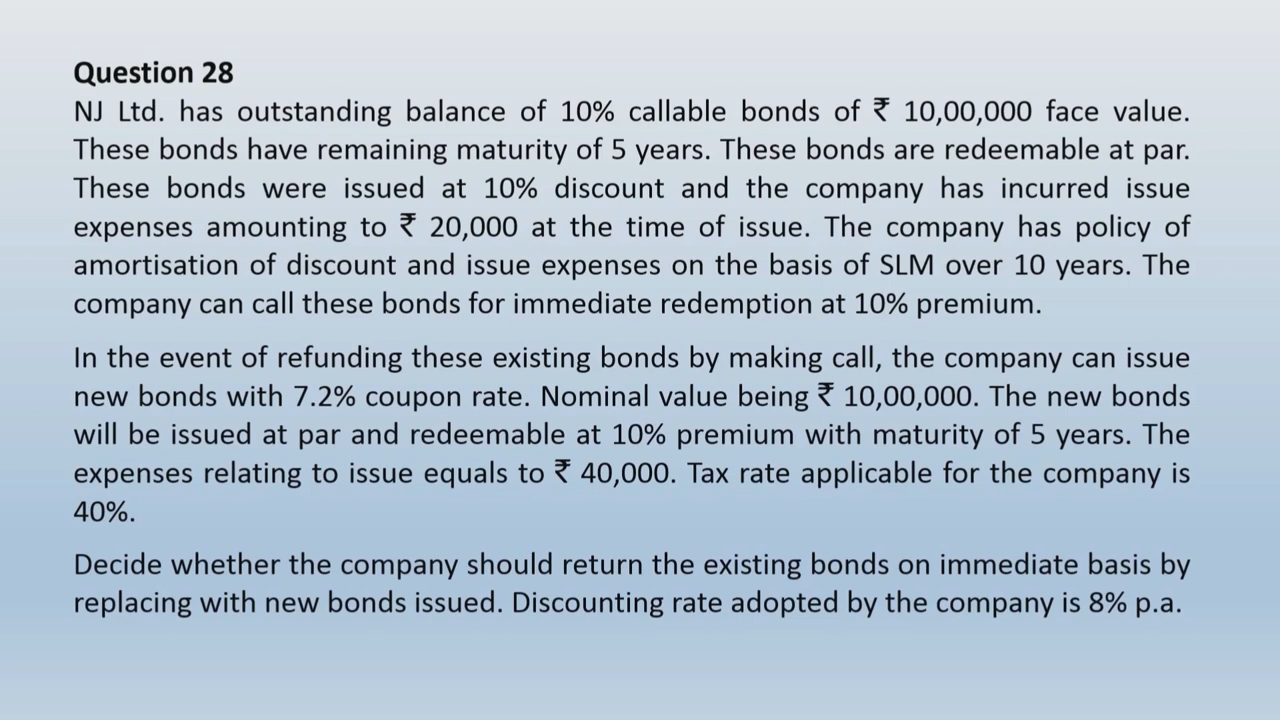 Question 28
NJ Ltd. has outstanding balance of 10% callable bonds of ₹ 10,00,000 face value.
These bonds have remaining maturity of 5 years. These bonds are redeemable at par.
These bonds were issued at 10% discount and the company has incurred issue
expenses amounting to ₹ 20,000 at the time of issue. The company has policy of
amortisation of discount and issue expenses on the basis of SLM over 10 years. The
company can call these bonds for immediate redemption at 10% premium.
In the event of refunding these existing bonds by making call, the company can issue
new bonds with 7.2% coupon rate. Nominal value being ₹ 10,00,000. The new bonds
will be issued at par and redeemable at 10% premium with maturity of 5 years. The
expenses relating to issue equals to ₹ 40,000. Tax rate applicable for the company is
40%.
Decide whether the company should return the existing bonds on immediate basis by
replacing with new bonds issued. Discounting rate adopted by the company is 8% p.a.